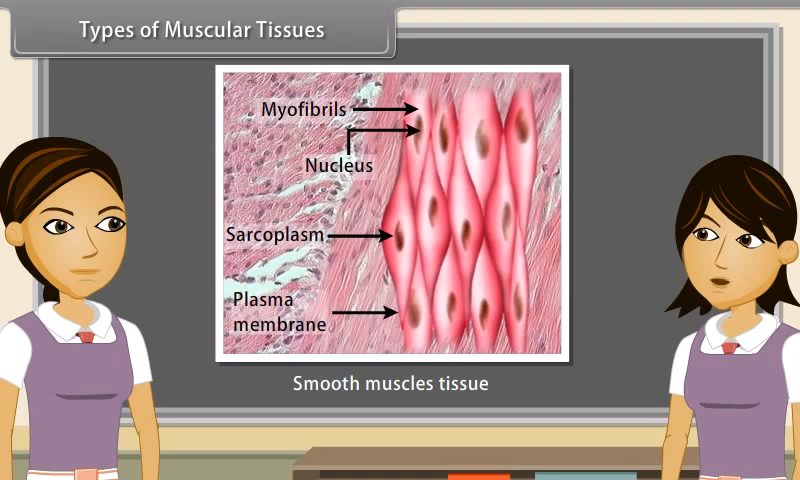 Types of Muscular Tissues
Myofibrils
Nucleus
Sarcoplasm
Plasma
membrane
Smooth muscles tissue